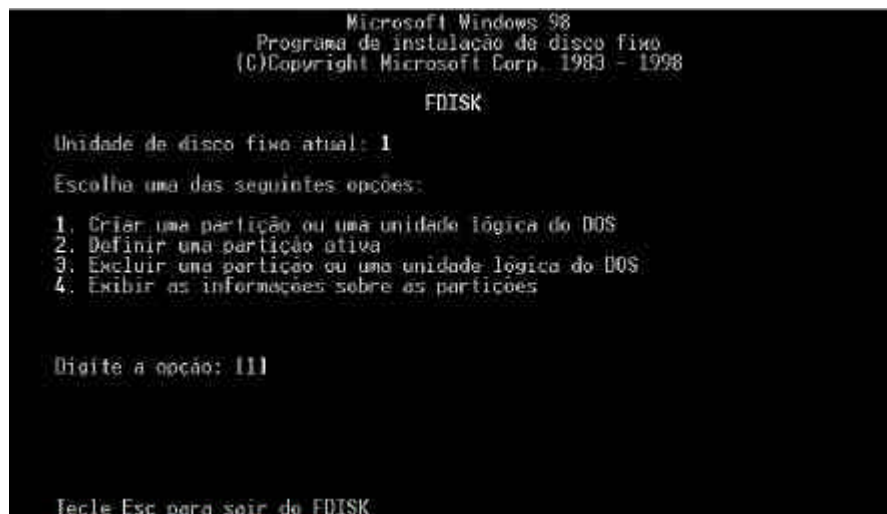 Microsoft Windows 98
Programa de instalação de disco fixo
(C)Copyright Microsoft Corp. 1983 - 1998
FDISK
Unidade de disco fixo atual: 1
Escolha uma das seguintes opções:
1. Criar uma partição ou uma unidade lógica do DOS
2. Definir uma partição ativa
3. Excluir uma partição ou uma unidade lógica do DOS
4. Exibir as informações sobre as partições
Digite a opção: [1]
Tecle Esc para sair do FDISK